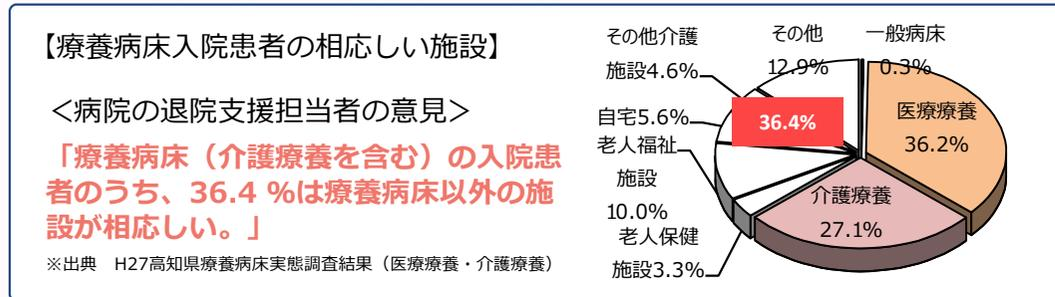 【療養病床入院患者の相応しい施設】
＜病院の退院支援担当者の意見＞
「療養病床（介護療養を含む）の入院患
者のうち、36.4 %は療養病床以外の施
設が相応しい。」
※出典　H27高知県療養病床実態調査結果（医療療養・介護療養）
その他介護
施設4.6%
その他
12.9%
一般病床
0.3%
医療療養
36.2%
36.4%
自宅5.6%
老人福祉
施設
10.0%
介護療養
27.1%
老人保健
施設3.3%